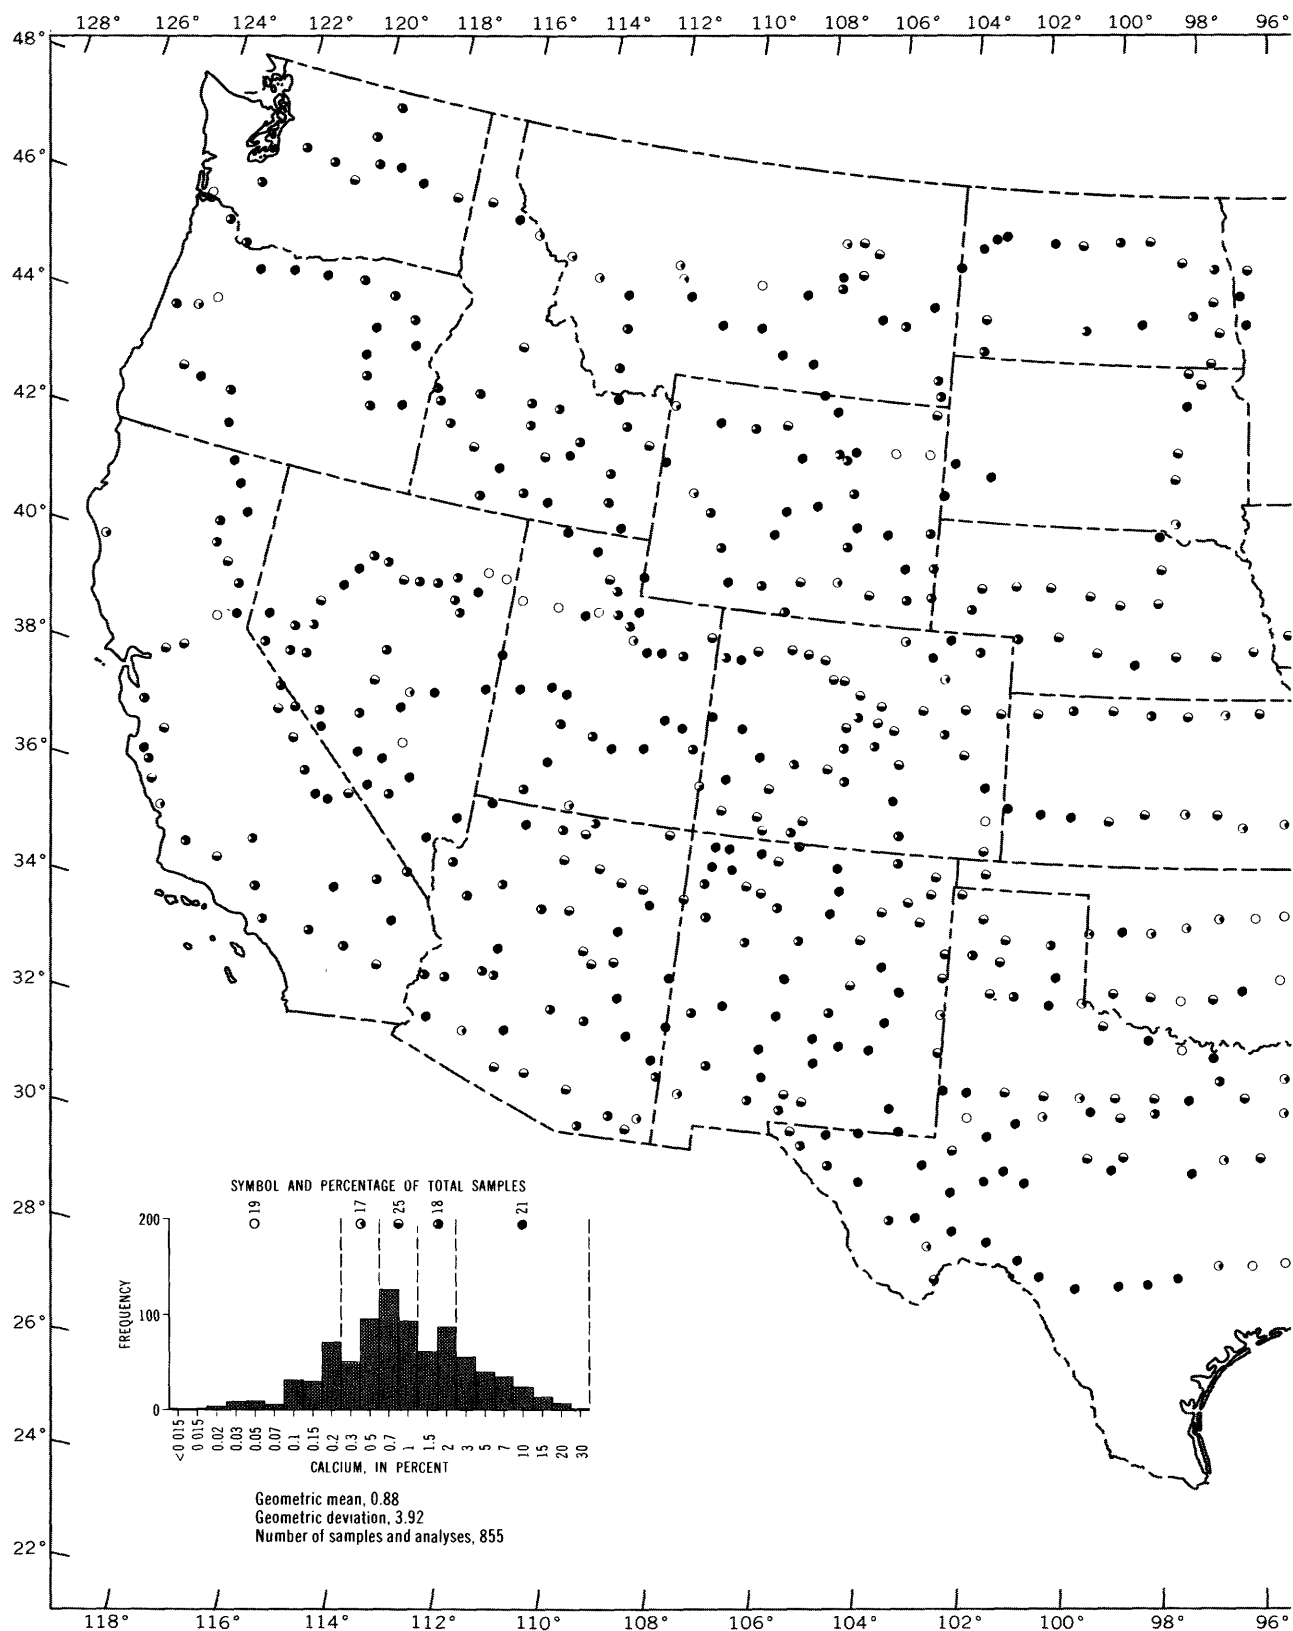 128° 126° 124° 122° 120° 118° 116° 114° 112° 110° 108° 106° 104° 102° 100° 98° 96°
48°
46°
44°
42°
40°
38°
36°
34°
32°
30°
28°
26°
24°
22°
SYMBOL AND PERCENTAGE OF TOTAL SAMPLES
19 17 25 18 21
200
100
0
FREQUENCY
<0.015 0.015 0.02 0.03 0.05 0.07 0.1 0.15 0.2 0.3 0.5 0.7 1 1.5 2 3 5 7 10 15 20 30
CALCIUM, IN PERCENT
Geometric mean, 0.88
Geometric deviation, 3.92
Number of samples and analyses, 855
118° 116° 114° 112° 110° 108° 106° 104° 102° 100° 98° 96°